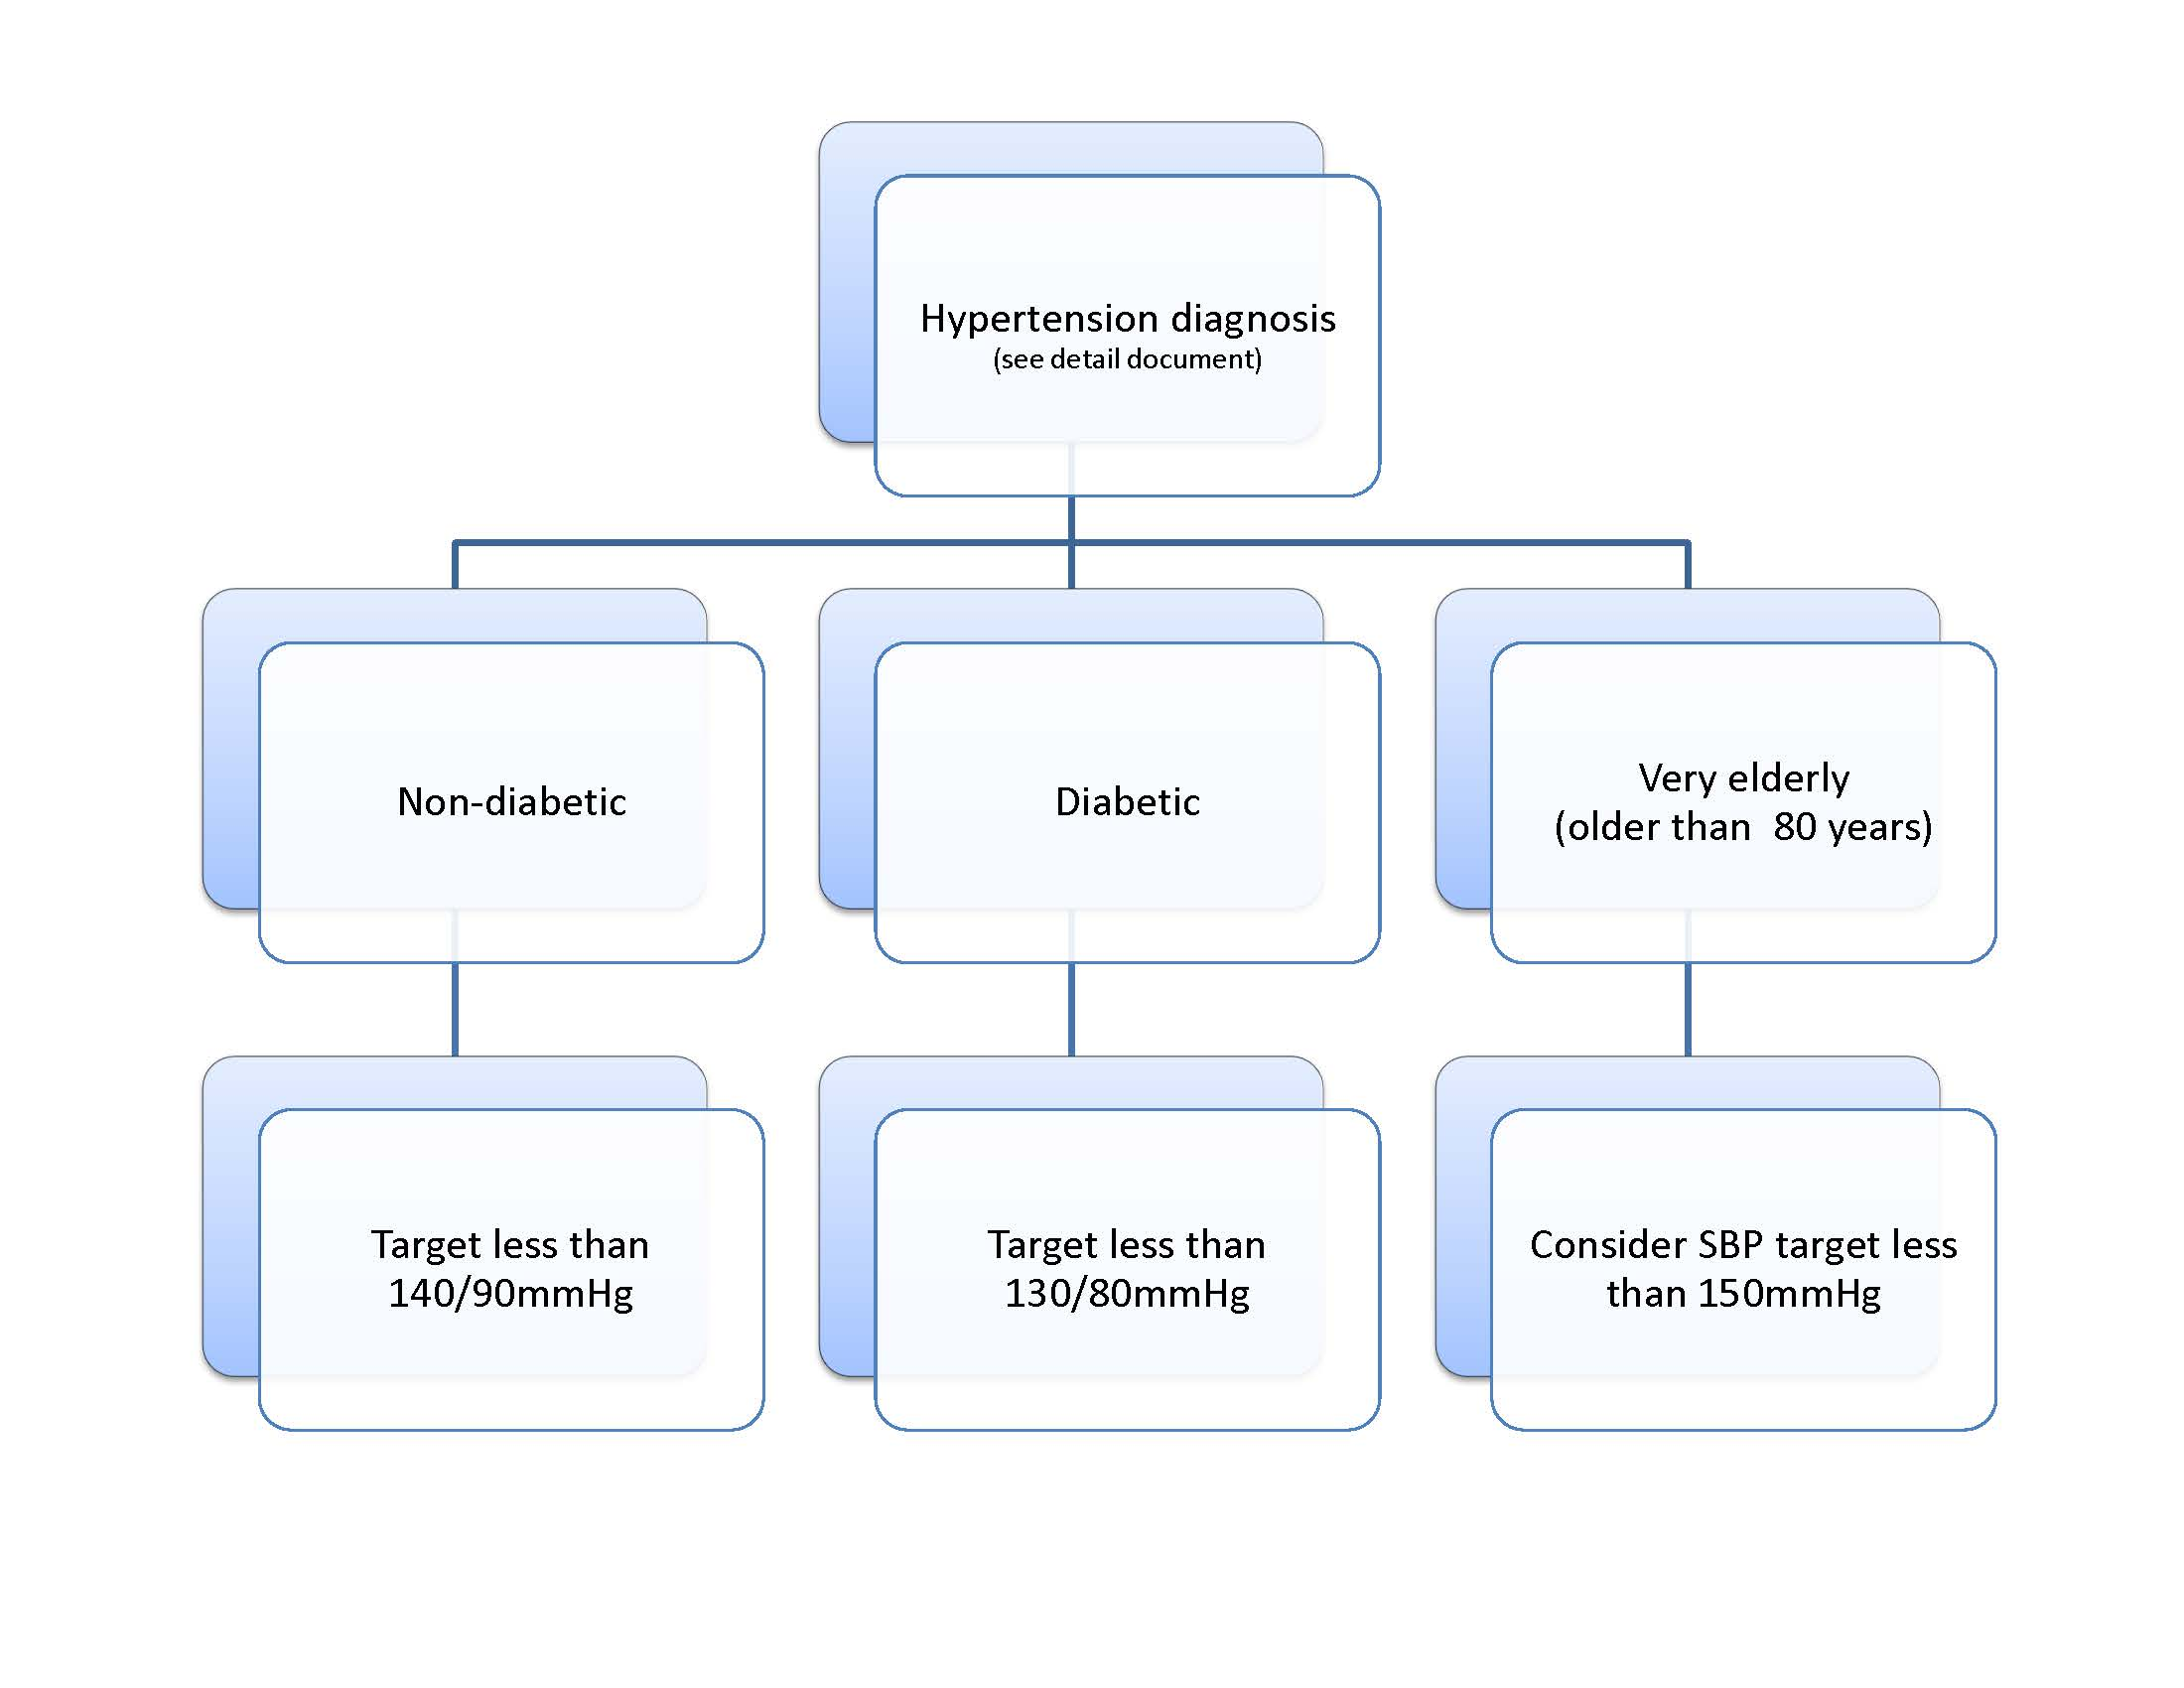 Hypertension diagnosis
(see detail document)
Non-diabetic
Diabetic
Very elderly
(older than  80 years)
Target less than
140/90mmHg
Target less than
130/80mmHg
Consider SBP target less
than 150mmHg